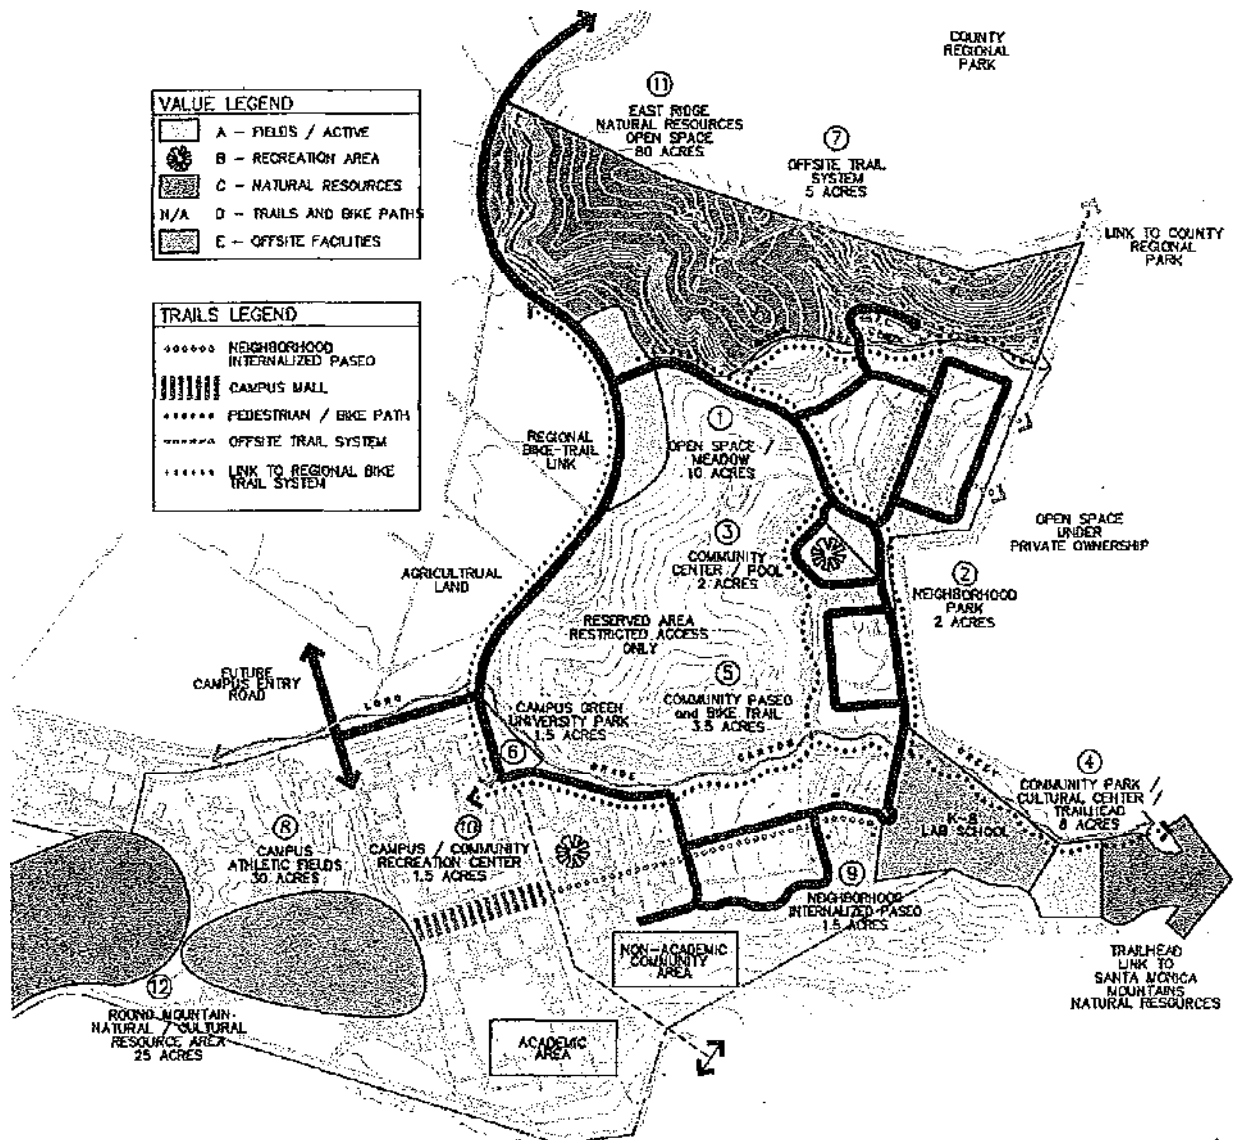 COUNTY
REGIONAL
PARK
11
EAST RIDGE
NATURAL RESOURCES
OPEN SPACE
80 ACRES
7
OFFSITE TRAIL
SYSTEM
5 ACRES
VALUE LEGEND
A - FIELDS / ACTIVE
B - RECREATION AREA
C - NATURAL RESOURCES
N/A D - TRAILS AND BIKE PATHS
E - OFFSITE FACILITIES
LINK TO COUNTY
REGIONAL
PARK
TRAILS LEGEND
NEIGHBORHOOD
INTERNALIZED PASEO
CAMPUS MALL
PEDESTRIAN / BIKE PATH
OFFSITE TRAIL SYSTEM
LINK TO REGIONAL BIKE
TRAIL SYSTEM
1
OPEN SPACE /
MEADOW
10 ACRES
REGIONAL
BIKE-TRAIL
LINK
3
COMMUNITY
CENTER / POOL
2 ACRES
OPEN SPACE
UNDER
PRIVATE OWNERSHIP
AGRICULTRUAL
LAND
2
NEIGHBORHOOD
PARK
2 ACRES
RESERVED AREA
RESTRICTED ACCESS
ONLY
FUTURE
CAMPUS ENTRY
ROAD
LONG
CAMPUS GREEN
UNIVERSITY PARK
1.5 ACRES
6
5
COMMUNITY PASEO
and BIKE TRAIL
3.5 ACRES
GRADE
CANYON
CREEK
4
COMMUNITY PARK /
CULTURAL CENTER /
TRAILHEAD
8 ACRES
K-8
LAB SCHOOL
8
CAMPUS
ATHLETIC FIELDS
30 ACRES
10
CAMPUS / COMMUNITY
RECREATION CENTER
1.5 ACRES
9
NEIGHBORHOOD
INTERNALIZED PASEO
1.5 ACRES
NON-ACADEMIC
COMMUNITY
AREA
TRAILHEAD
LINK TO
SANTA MONICA
MOUNTAINS
NATURAL RESOURCES
12
ROUND MOUNTAIN
NATURAL / CULTURAL
RESOURCE AREA
25 ACRES
ACADEMIC
AREA